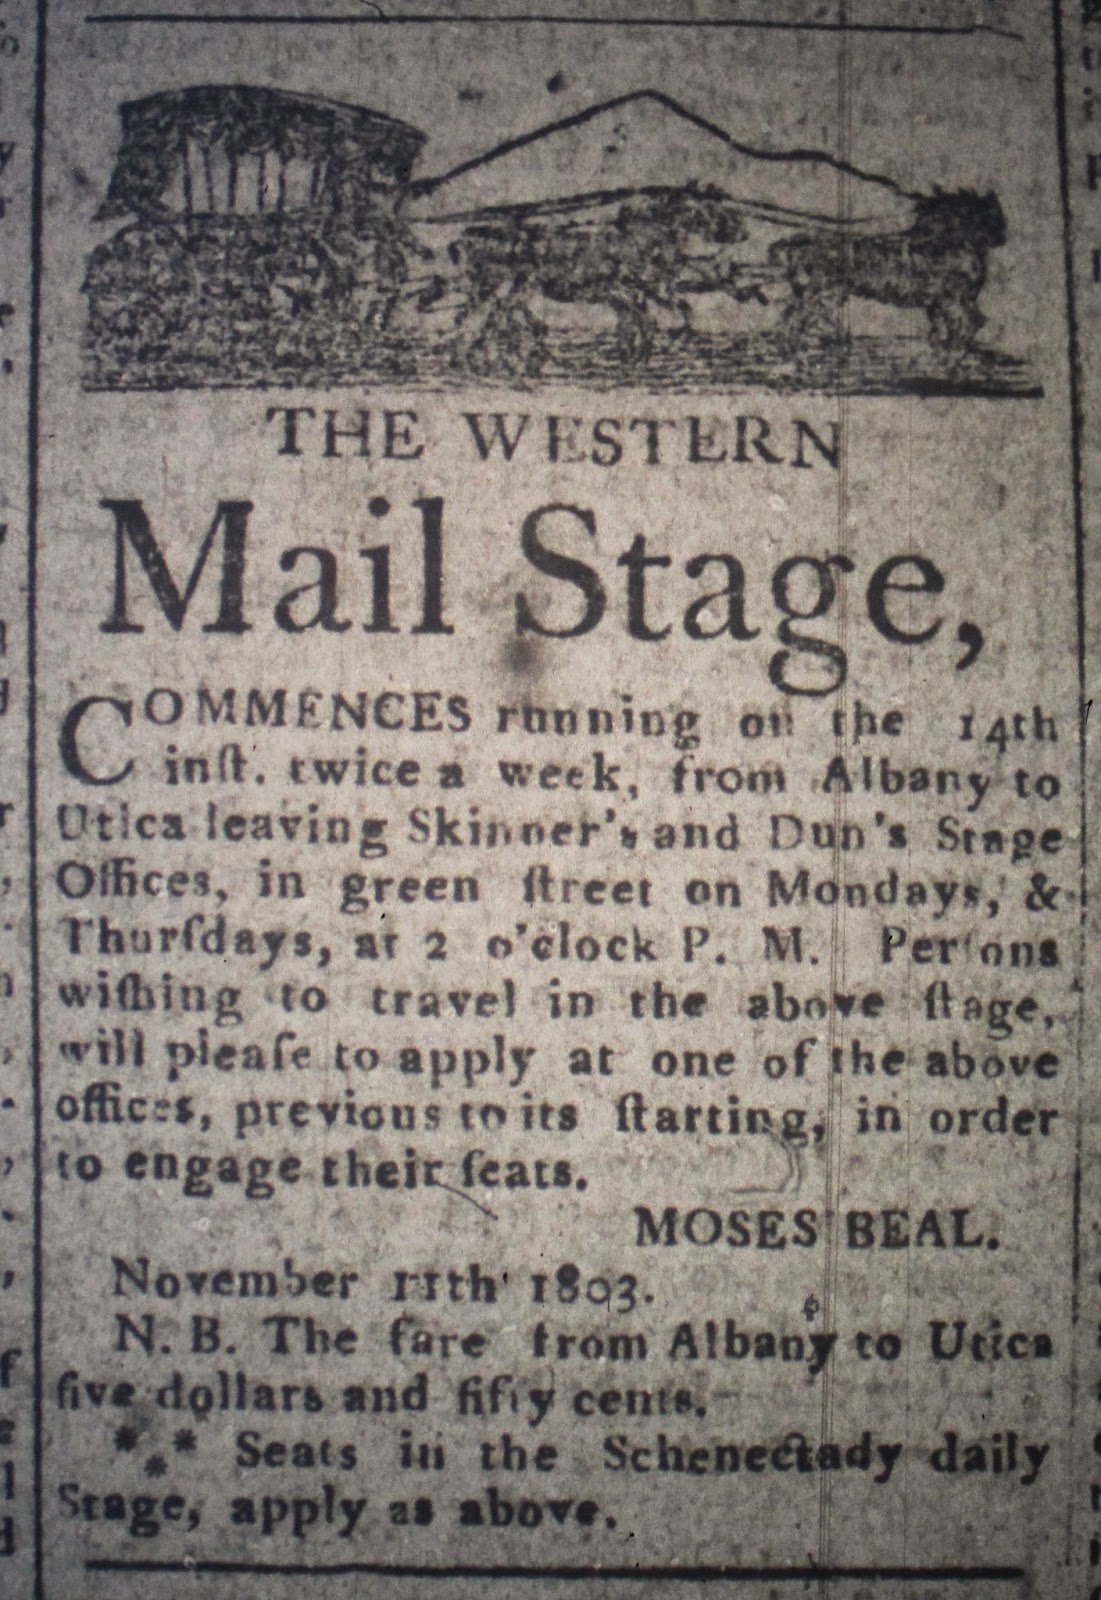 THE WESTERN
Mail Stage,
COMMENCES running on the 14th
inſt. twice a week, from Albany to
Utica leaving Skinner's and Dun's Stage
Offices, in green ſtreet on Mondays, &
Thurſdays, at 2 o'clock P. M. Perſons
wiſhing to travel in the above ſtage,
will pleaſe to apply at one of the above
offices, previous to its ſtarting, in order
to engage their ſeats.
MOSES BEAL.
November 11th 1803.
N. B. The fare from Albany to Utica
five dollars and fifty cents.
*⁎* Seats in the Schenectady daily
Stage, apply as above.